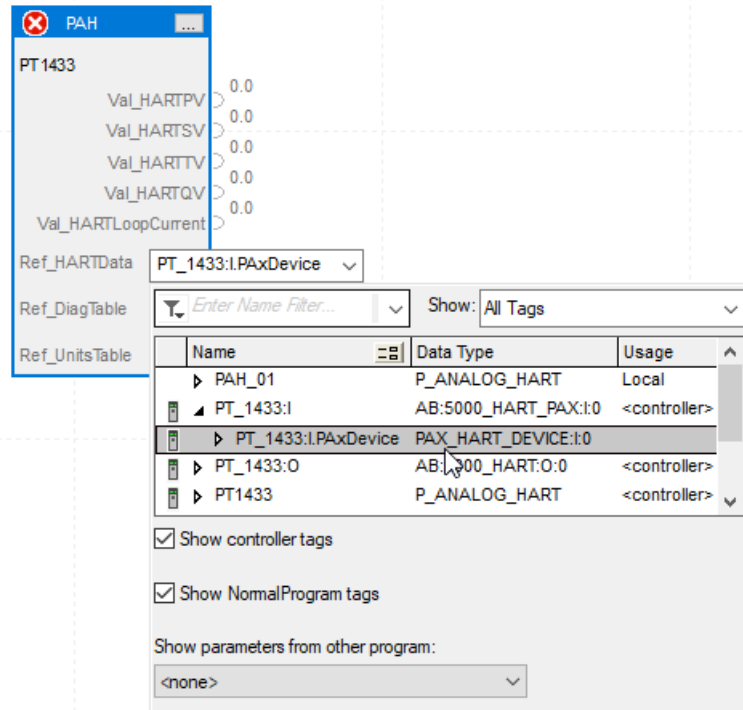 PAH ...
PT1433
0.0
Val_HARTPV
0.0
Val_HARTSV
0.0
Val_HARTTV
0.0
Val_HARTQV
0.0
Val_HARTLoopCurrent
Ref_HARTData PT_1433:I.PAxDevice
Ref_DiagTable Enter Name Filter... Show: All Tags
Ref_UnitsTable Name Data Type Usage
PAH_01 P_ANALOG_HART Local
PT_1433:I AB:5000_HART_PAX:I:0 <controller>
PT_1433:I.PAxDevice PAX_HART_DEVICE:I:0
PT_1433:O <controller>
PT1433 P_ANALOG_HART <controller>
Show controller tags
Show NormalProgram tags
Show parameters from other program:
<none>